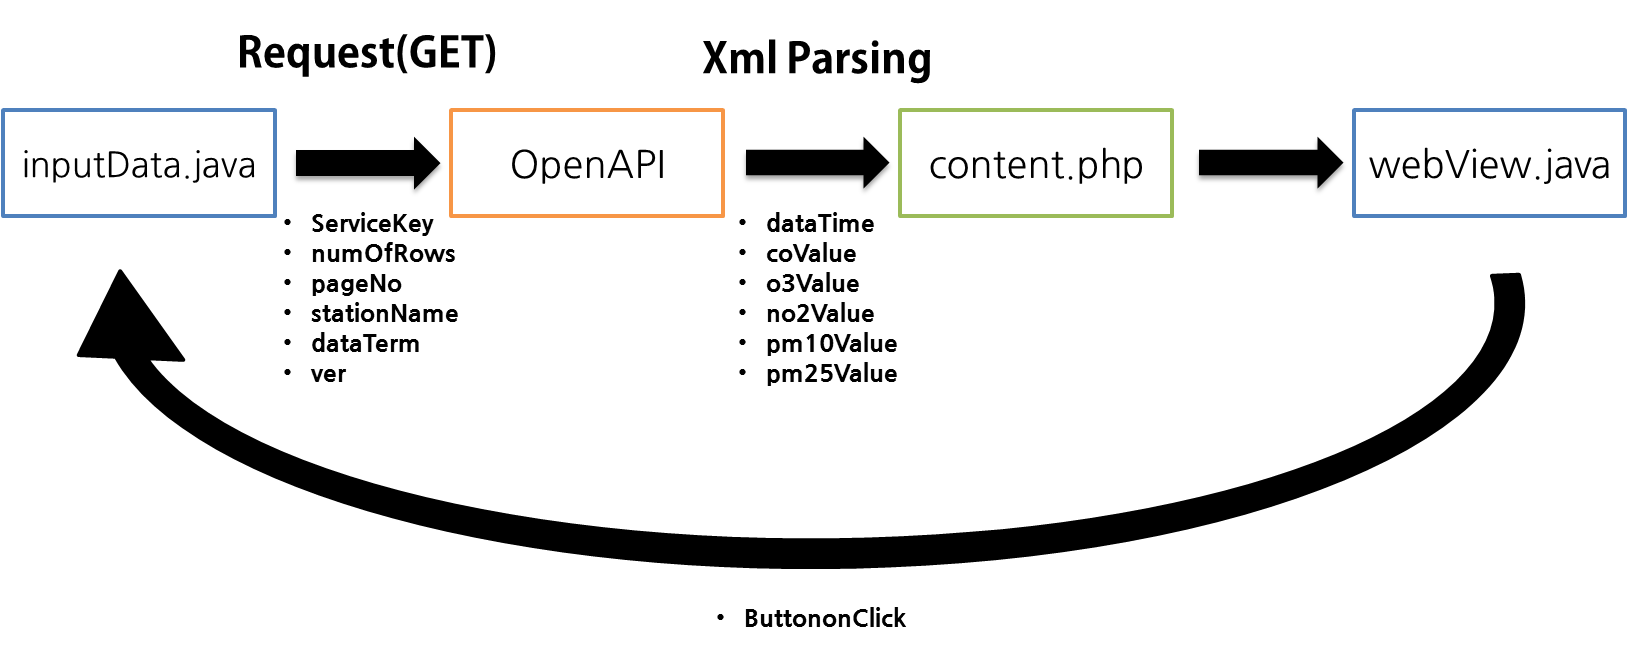 Request(GET)
Xml Parsing
inputData.java
OpenAPI
content.php
webView.java
• ServiceKey
• numOfRows
• pageNo
• stationName
• dataTerm
• ver
• dataTime
• coValue
• o3Value
• no2Value
• pm10Value
• pm25Value
• ButtononClick